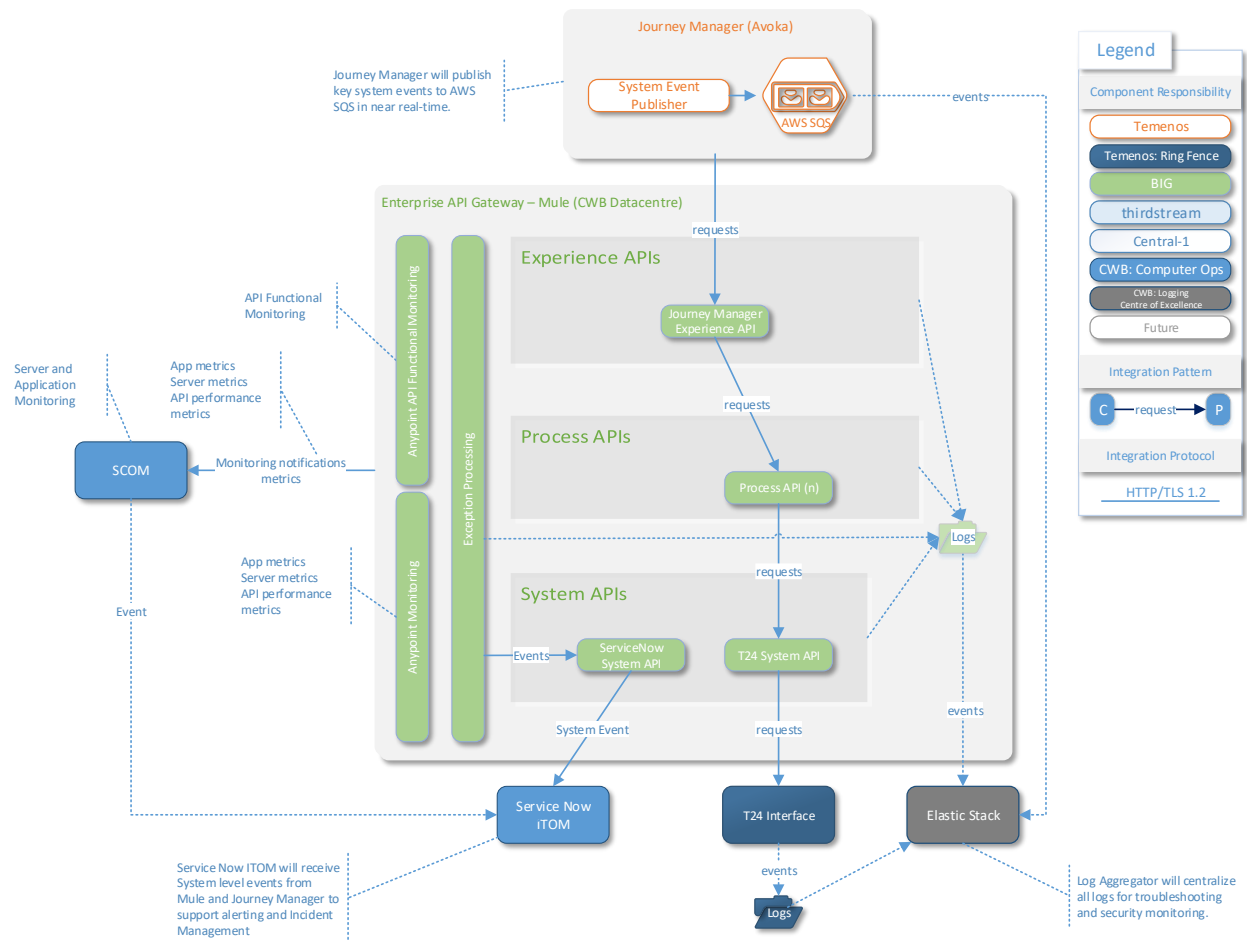 Journey Manager (Avoka)
Journey Manager will publish
key system events to AWS
SQS in near real-time.
System Event
Publisher
AWS SQS
events
Legend
Component Responsibility
Temenos
Temenos: Ring Fence
BIG
thirdstream
Central-1
CWB: Computer Ops
CWB: Logging
Centre of Excellence
Future
Integration Pattern
C
request
P
Integration Protocol
HTTP/TLS 1.2
Enterprise API Gateway – Mule (CWB Datacentre)
requests
Experience APIs
Journey Manager
Experience API
Anypoint API Functional Monitoring
Exception Processing
API Functional
Monitoring
Server and
Application
Monitoring
App metrics
Server metrics
API performance
metrics
requests
Process APIs
SCOM
Monitoring notifications
metrics
Process API (n)
Logs
App metrics
Server metrics
API performance
metrics
Anypoint Monitoring
requests
System APIs
Event
Events
ServiceNow
System API
T24 System API
events
System Event
requests
Service Now
iTOM
T24 Interface
Elastic Stack
Service Now ITOM will receive
System level events from
Mule and Journey Manager to
support alerting and Incident
Management
events
Logs
Log Aggregator will centralize
all logs for troubleshooting
and security monitoring.